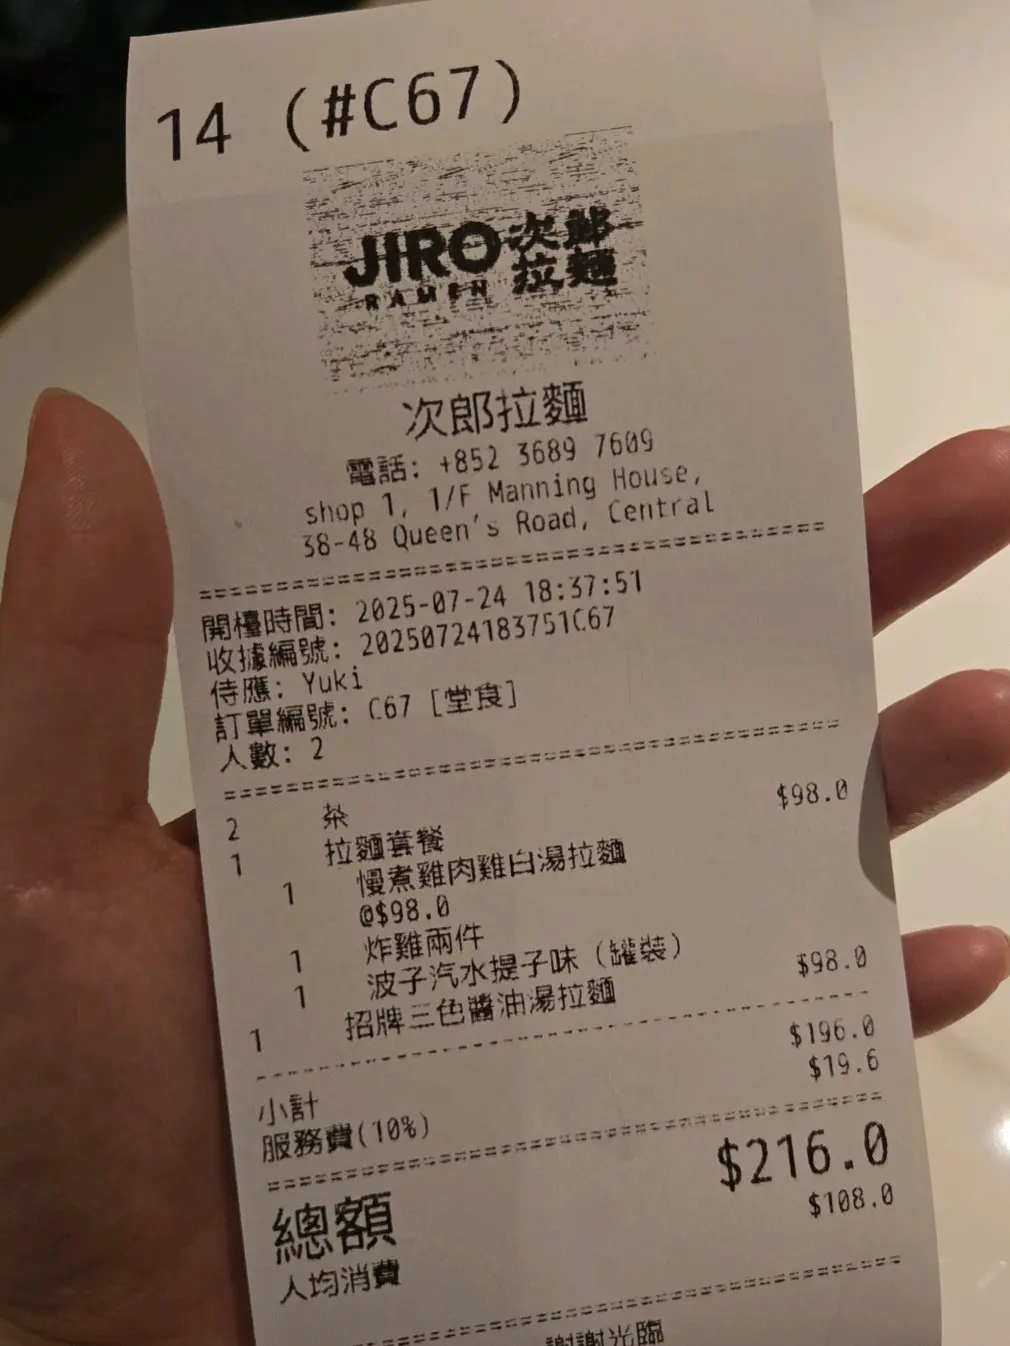 14 (#C67)
JIRO 次郎
RAMEN 拉麵
次郎拉麵
電話: +852 3689 7609
shop 1, 1/F Manning House,
38-48 Queen's Road, Central
開檯時間: 2025-07-24 18:37:51
收據編號: 20250724183751C67
侍應: Yuki
訂單編號: C67 [堂食]
人數: 2
2 茶
1 拉麵套餐 $98.0
1 慢煮雞肉雞白湯拉麵
@$98.0
1 炸雞兩件
1 波子汽水提子味 (罐裝)
1 招牌三色醬油湯拉麵 $98.0
小計 $196.0
服務費(10%) $19.6
總額 $216.0
人均消費 $108.0
謝謝光臨